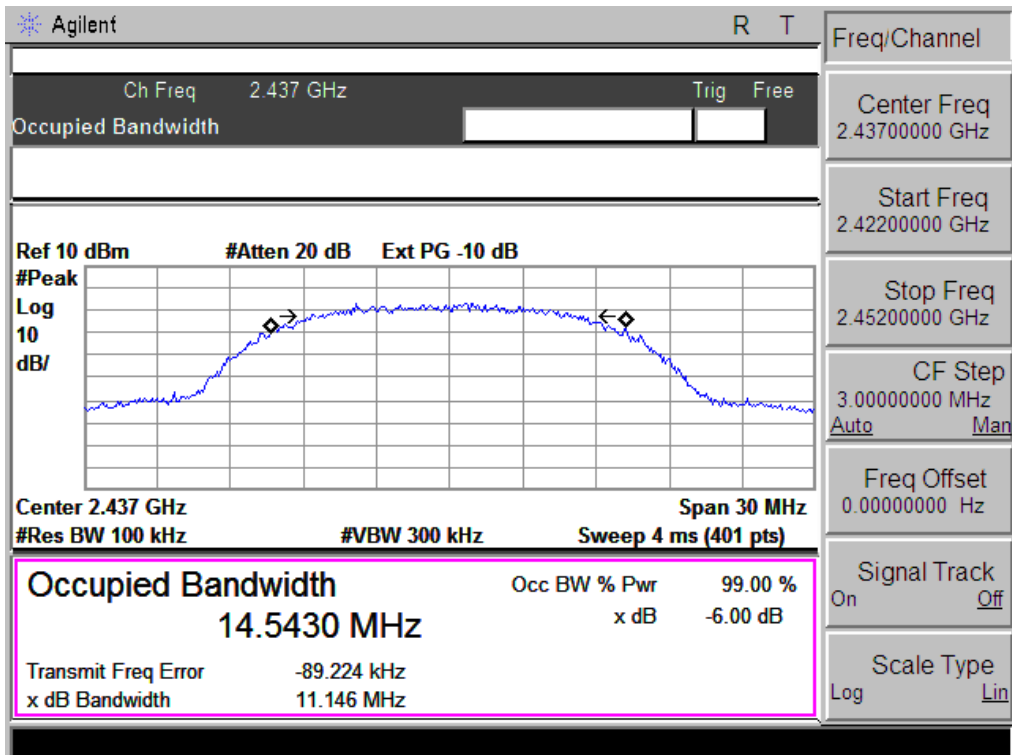 Agilent R T
Ch Freq 2.437 GHz Trig Free
Occupied Bandwidth
Ref 10 dBm #Atten 20 dB Ext PG -10 dB
#Peak
Log
10
dB/
Center 2.437 GHz Span 30 MHz
#Res BW 100 kHz #VBW 300 kHz Sweep 4 ms (401 pts)
Occupied Bandwidth Occ BW % Pwr 99.00 %
14.5430 MHz x dB -6.00 dB
Transmit Freq Error -89.224 kHz
x dB Bandwidth 11.146 MHz
Freq/Channel
Center Freq
2.43700000 GHz
Start Freq
2.42200000 GHz
Stop Freq
2.45200000 GHz
CF Step
3.00000000 MHz
Auto Man
Freq Offset
0.00000000 Hz
Signal Track
On Off
Scale Type
Log Lin